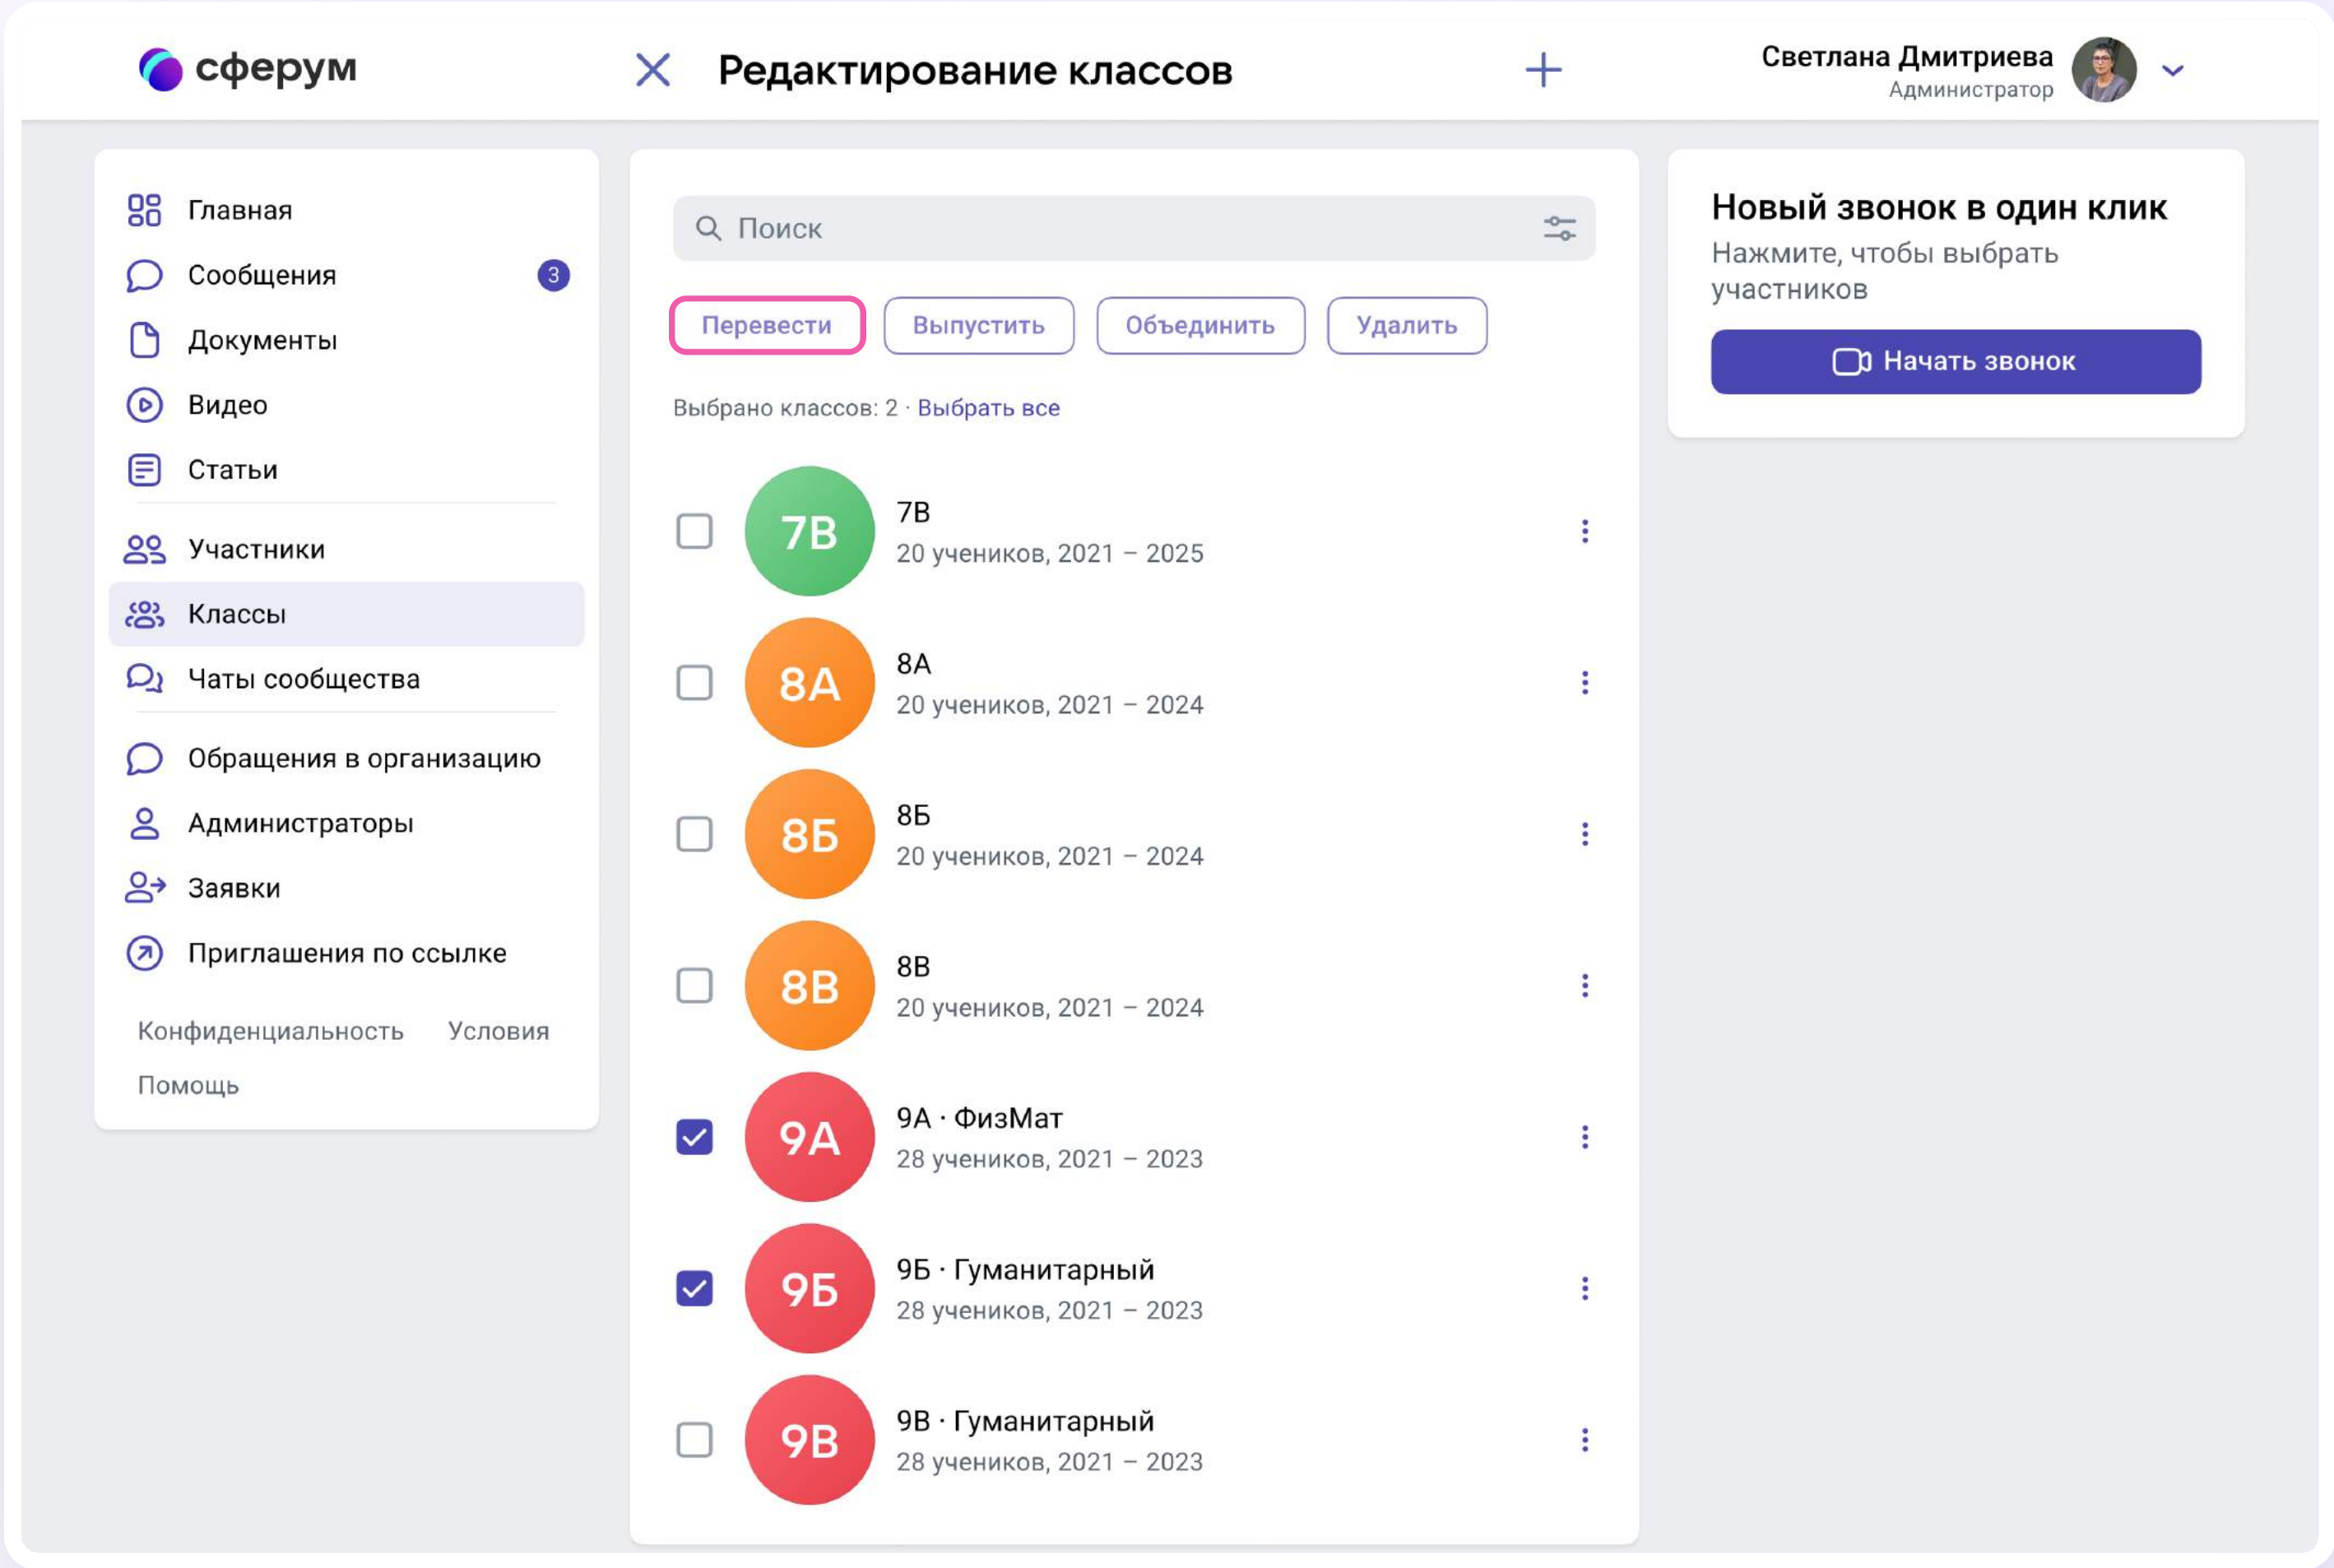 сферум
Редактирование классов
Светлана Дмитриева
Администратор
Главная
Сообщения 3
Документы
Видео
Статьи
Участники
Классы
Чаты сообщества
Обращения в организацию
Администраторы
Заявки
Приглашения по ссылке
Конфиденциальность Условия
Помощь
Поиск
Перевести Выпустить Объединить Удалить
Выбрано классов: 2 · Выбрать все
7В
7В
20 учеников, 2021 – 2025
8А
8А
20 учеников, 2021 – 2024
8Б
8Б
20 учеников, 2021 – 2024
8В
8В
20 учеников, 2021 – 2024
9А
9А · ФизМат
28 учеников, 2021 – 2023
9Б
9Б · Гуманитарный
28 учеников, 2021 – 2023
9В
9В · Гуманитарный
28 учеников, 2021 – 2023
Новый звонок в один клик
Нажмите, чтобы выбрать
участников
Начать звонок